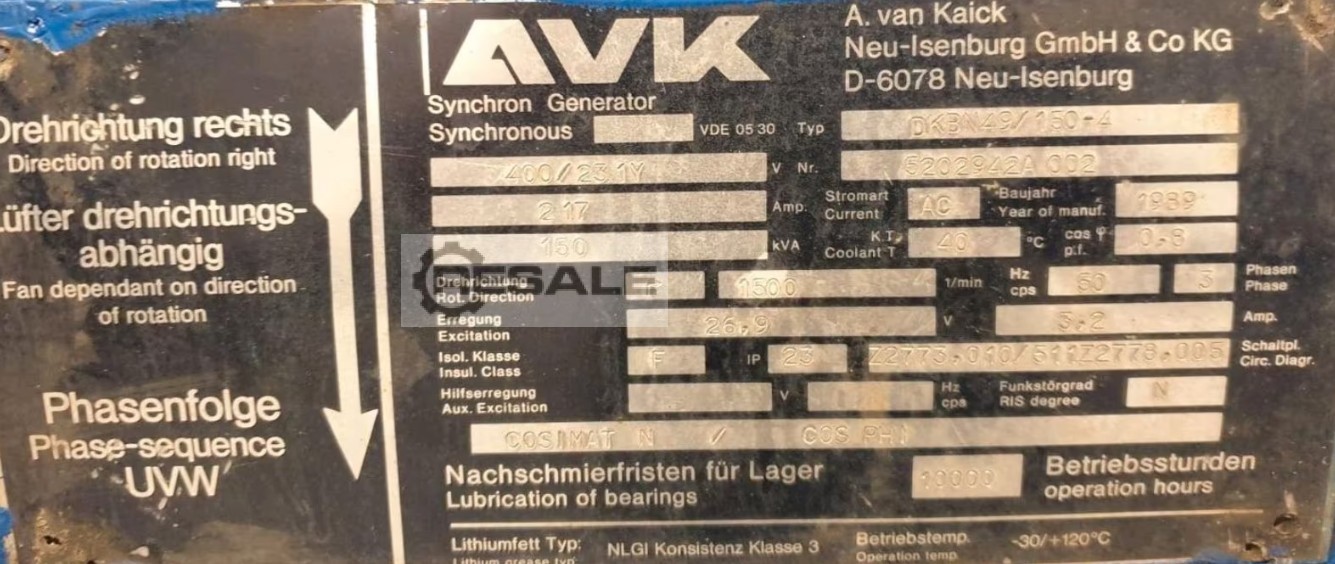 Drehrichtung rechts
Direction of rotation right
Lüfter drehrichtungs-
abhängig
Fan dependant on direction
of rotation
Phasenfolge
Phase-sequence
UVW
AVK
A. van Kaick
Neu-Isenburg GmbH & Co KG
D-6078 Neu-Isenburg
Synchron Generator
Synchronous VDE 0530 Typ DKBN49/150-4
400/231Y V Nr. 5202942A 002
217 Amp. Stromart Current AC Baujahr Year of manuf. 1989
150 kVA K.T. Coolant T 40 °C cos φ p.f. 0,8
RESALE
Drehrichtung Rot. Direction 1500 1/min Hz cps 50 3 Phasen Phase
Erregung Excitation 26,9 V 3,2 Amp.
Isol. Klasse Insul. Class F IP 23 Z2773,010/511Z2778,005 Schaltpl. Circ. Diagr.
Hilfserregung Aux. Excitation V Hz cps Funkstörgrad RIS degree N
COSIMAT N / COS PHI
Nachschmierfristen für Lager 10000 Betriebsstunden
Lubrication of bearings operation hours
Lithiumfett Typ: NLGI Konsistenz Klasse 3 Betriebstemp. -30/+120°C
Lithium grease typ: Operation temp.